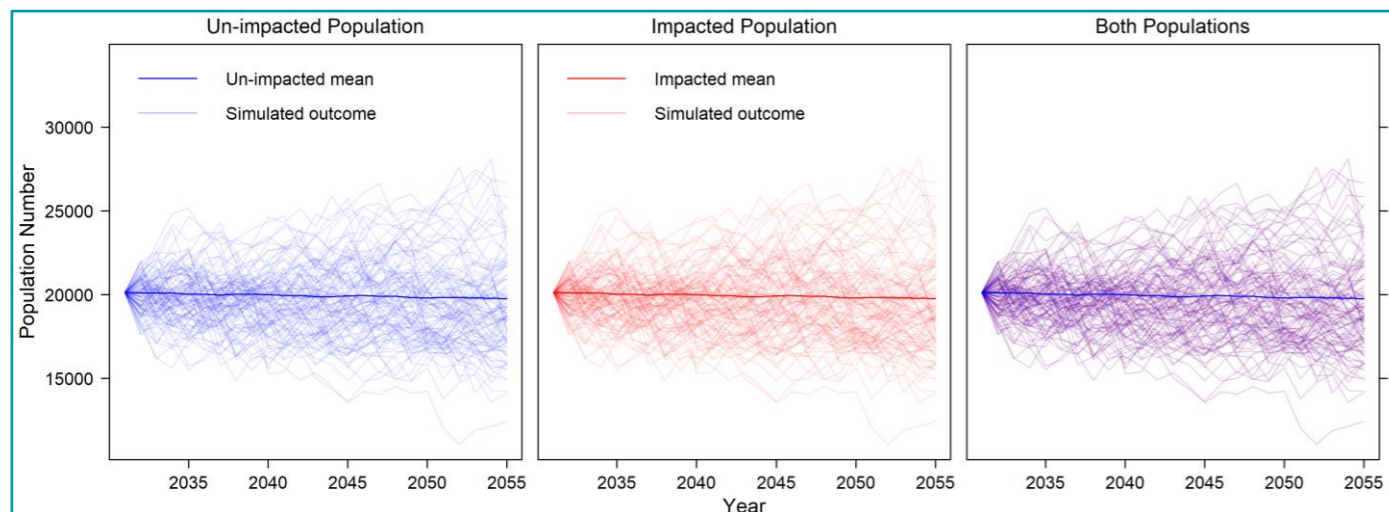 Un-impacted Population
Impacted Population
Both Populations
Un-impacted mean
Simulated outcome
Impacted mean
Simulated outcome
Population Number
30000
25000
20000
15000
2035 2040 2045 2050 2055
2035 2040 2045 2050 2055
2035 2040 2045 2050 2055
Year